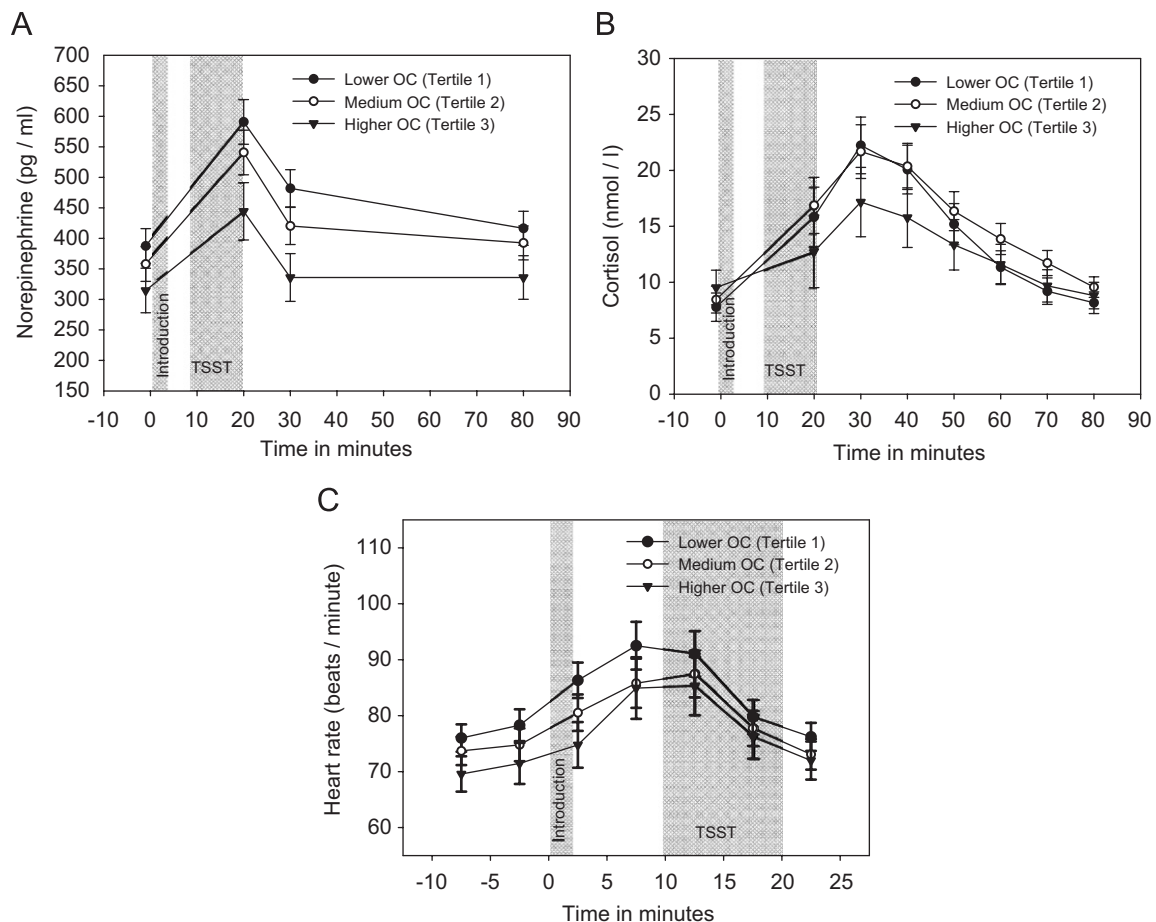 A
700
650
600
550
500
450
400
350
300
250
200
150
Norepinephrine (pg / ml)
Lower OC (Tertile 1)
Medium OC (Tertile 2)
Higher OC (Tertile 3)
Introduction
TSST
-10 0 10 20 30 40 50 60 70 80 90
Time in minutes
B
30
25
20
15
10
5
0
Cortisol (nmol / l)
Lower OC (Tertile 1)
Medium OC (Tertile 2)
Higher OC (Tertile 3)
Introduction
TSST
-10 0 10 20 30 40 50 60 70 80 90
Time in minutes
C
110
100
90
80
70
60
Heart rate (beats / minute)
Lower OC (Tertile 1)
Medium OC (Tertile 2)
Higher OC (Tertile 3)
Introduction
TSST
-10 -5 0 5 10 15 20 25
Time in minutes